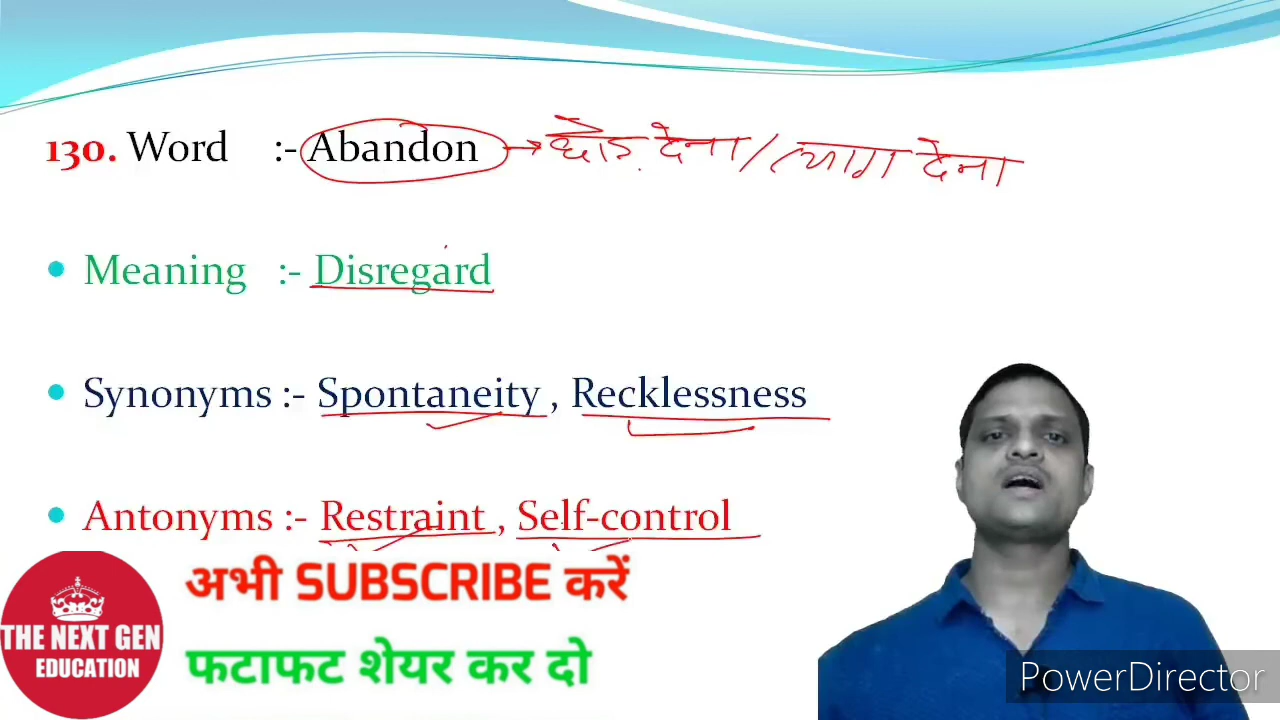 130. Word :- Abandon → छोड़ देना / त्याग देना
• Meaning :- Disregard
• Synonyms :- Spontaneity , Recklessness
• Antonyms :- Restraint , Self-control
अभी SUBSCRIBE करें
THE NEXT GEN
EDUCATION
फटाफट शेयर कर दो
PowerDirector